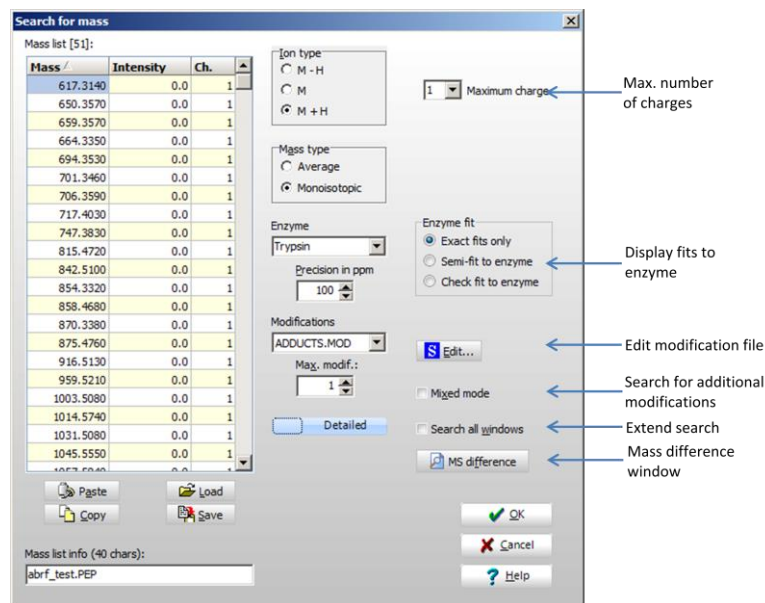 Search for mass
Mass list [51]:
Mass Intensity Ch.
617.3140 0.0 1
650.3570 0.0 1
659.3570 0.0 1
664.3350 0.0 1
694.3530 0.0 1
701.3460 0.0 1
706.3590 0.0 1
717.4030 0.0 1
747.3830 0.0 1
815.4720 0.0 1
842.5100 0.0 1
854.3320 0.0 1
858.4680 0.0 1
870.3380 0.0 1
875.4760 0.0 1
916.5130 0.0 1
959.5210 0.0 1
1003.5080 0.0 1
1014.5740 0.0 1
1031.5080 0.0 1
1045.5550 0.0 1
Paste
Load
Copy
Save
Mass list info (40 chars):
abrf_test.PEP
Ion type
M - H
M
M + H
Mass type
Average
Monoisotopic
Enzyme
Trypsin
Precision in ppm
100
Modifications
ADDUCTS.MOD
Max. modif.:
1
Detailed
1 Maximum charge
Enzyme fit
Exact fits only
Semi-fit to enzyme
Check fit to enzyme
S Edit...
Mixed mode
Search all windows
MS difference
OK
Cancel
? Help
Max. number
of charges
Display fits to
enzyme
Edit modification file
Search for additional
modifications
Extend search
Mass difference
window